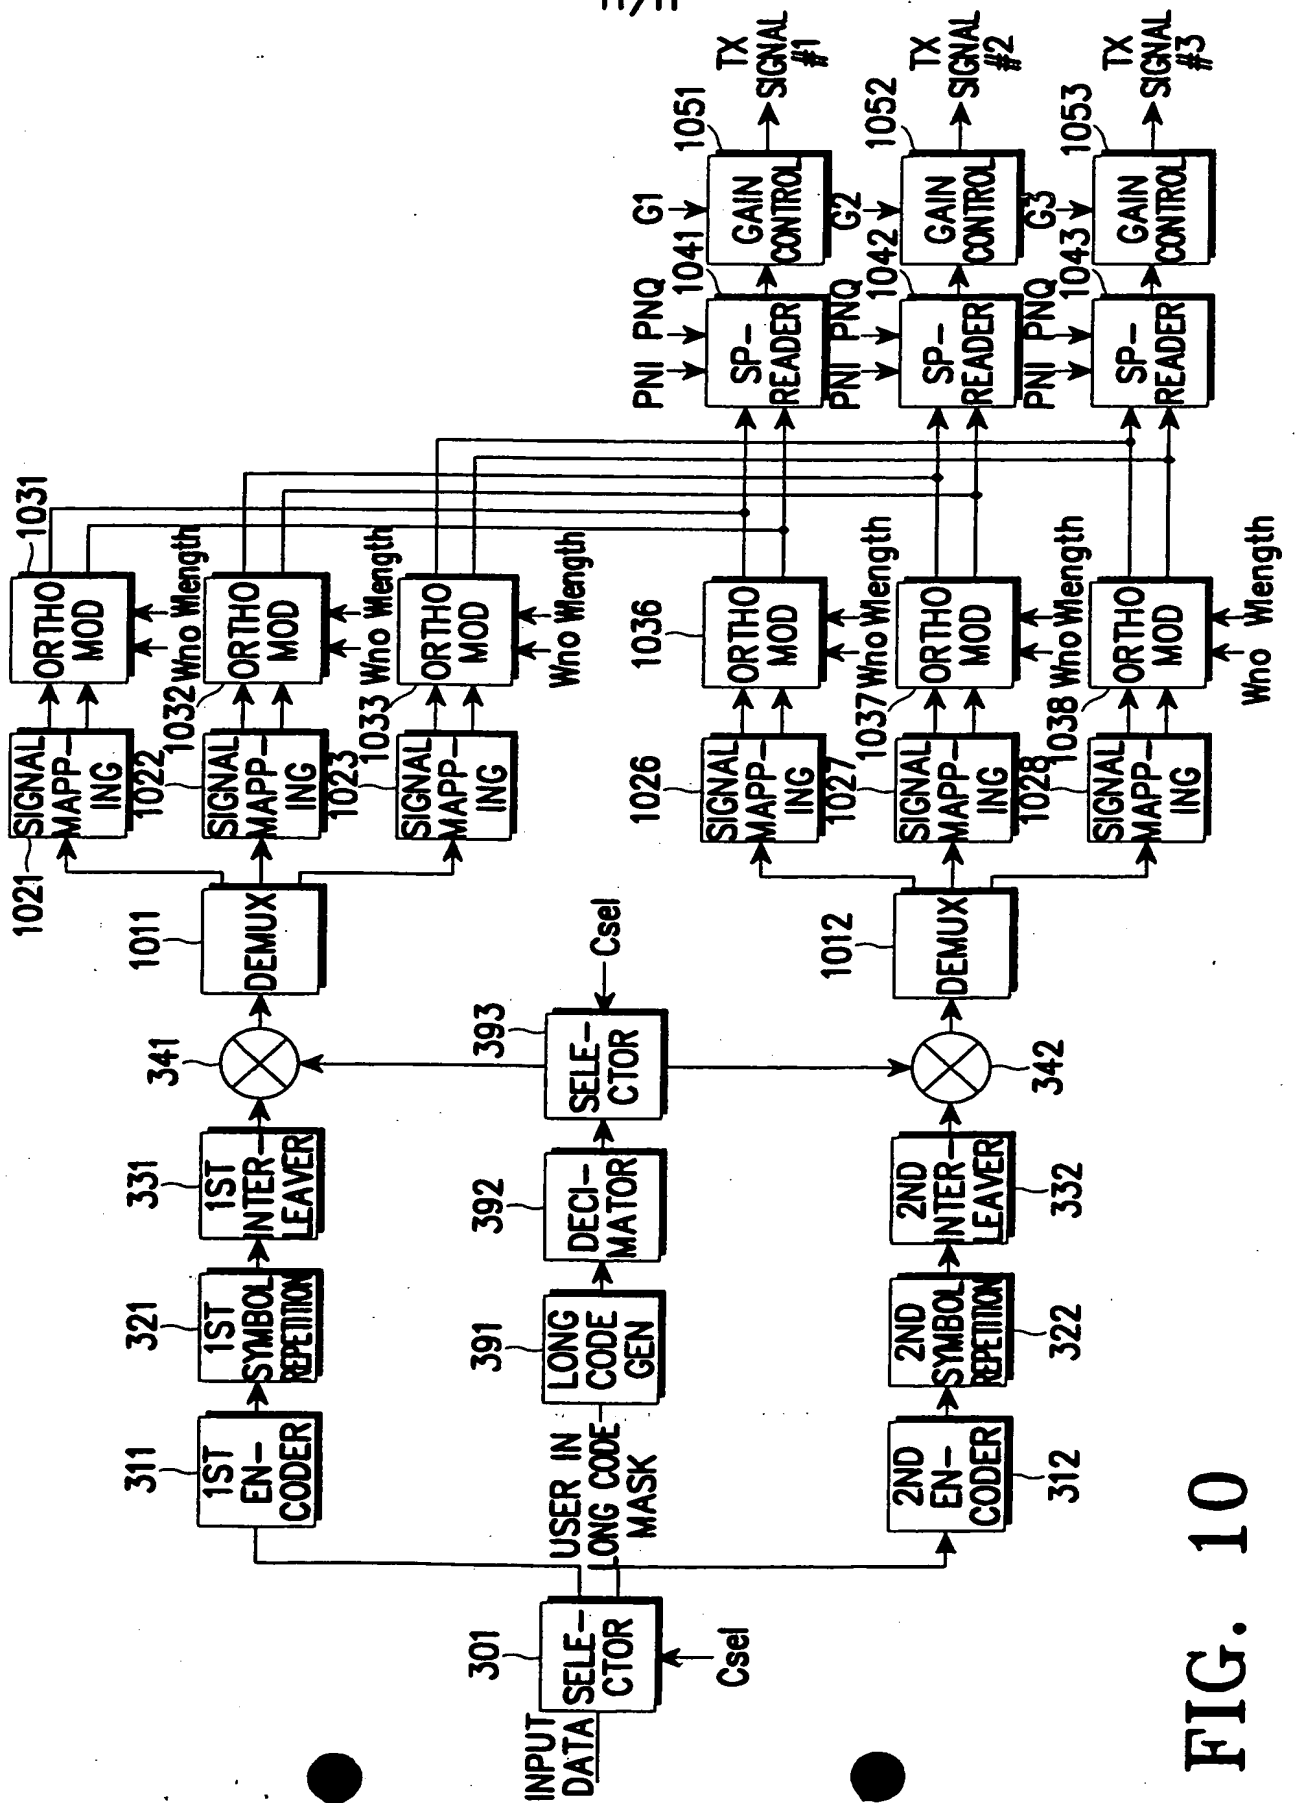 INPUT
DATA
301
SELE-
CTOR
Csel
311
1ST
EN-
CODER
321
1ST
SYMBOL
REPETITION
331
1ST
INTER-
LEAVER
341
USER IN
LONG CODE
MASK
391
LONG
CODE
GEN
392
DECI-
MATOR
393
SELE-
CTOR
Csel
2ND
EN-
CODER
312
2ND
SYMBOL
REPETITION
322
2ND
INTER-
LEAVER
332
342
1011
DEMUX
1012
DEMUX
1021
SIGNAL
MAPP-
ING
1022
SIGNAL
MAPP-
ING
1023
SIGNAL
MAPP-
ING
1026
SIGNAL
MAPP-
ING
1027
SIGNAL
MAPP-
ING
1028
SIGNAL
MAPP-
ING
1031
ORTHO
MOD
Wno Wlength
1032
ORTHO
MOD
Wno Wlength
1033
ORTHO
MOD
Wno Wlength
1036
ORTHO
MOD
Wno Wlength
1037
ORTHO
MOD
Wno Wlength
1038
ORTHO
MOD
Wno Wlength
PNI PNQ
1041
SP-
READER
PNI PNQ
1042
SP-
READER
PNI PNQ
1043
SP-
READER
G1
1051
GAIN
CONTROL
TX
SIGNAL
#1
G2
1052
GAIN
CONTROL
TX
SIGNAL
#2
G3
1053
GAIN
CONTROL
TX
SIGNAL
#3
FIG. 10